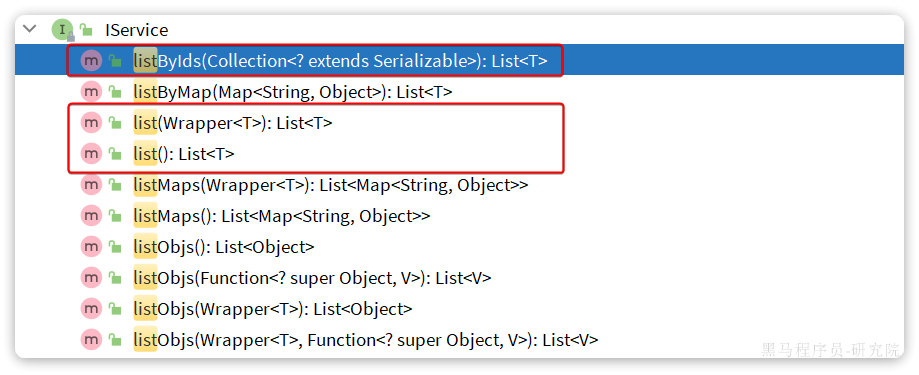 IService
listByIds(Collection<? extends Serializable>): List<T>
listByMap(Map<String, Object>): List<T>
list(Wrapper<T>): List<T>
list(): List<T>
listMaps(Wrapper<T>): List<Map<String, Object>>
listMaps(): List<Map<String, Object>>
listObjs(): List<Object>
listObjs(Function<? super Object, V>): List<V>
listObjs(Wrapper<T>): List<Object>
listObjs(Wrapper<T>, Function<? super Object, V>): List<V>
黑马程序员-研究院